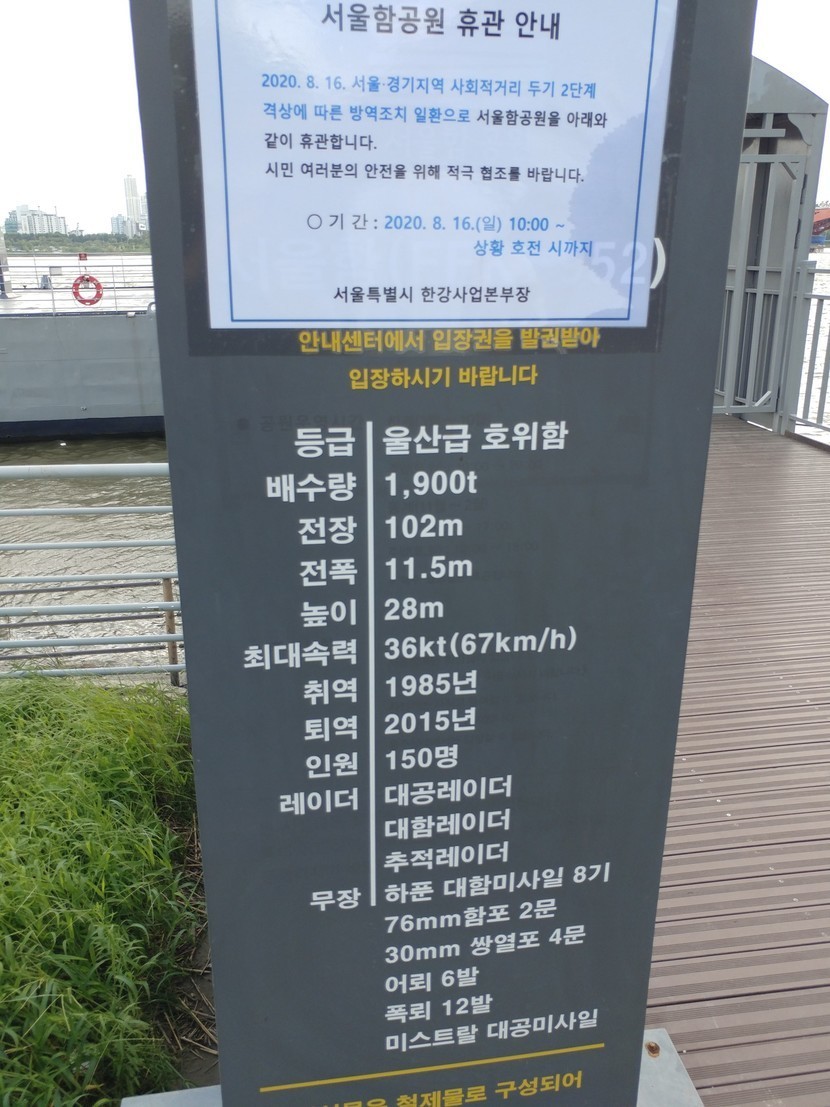 서울함공원 휴관 안내
2020. 8. 16. 서울·경기지역 사회적거리 두기 2단계
격상에 따른 방역조치 일환으로 서울함공원을 아래와
같이 휴관합니다.
시민 여러분의 안전을 위해 적극 협조를 바랍니다.
○ 기 간 : 2020. 8. 16.(일) 10:00 ~
상황 호전 시까지
52)
서울특별시 한강사업본부장
안내센터에서 입장권을 발권받아
입장하시기 바랍니다
등급 울산급 호위함
배수량 1,900t
전장 102m
전폭 11.5m
높이 28m
최대속력 36kt(67km/h)
취역 1985년
퇴역 2015년
인원 150명
레이더 대공레이더
대함레이더
추적레이더
무장 하푼 대함미사일 8기
76mm함포 2문
30mm 쌍열포 4문
어뢰 6발
폭뢰 12발
미스트랄 대공미사일
철제물로 구성되어